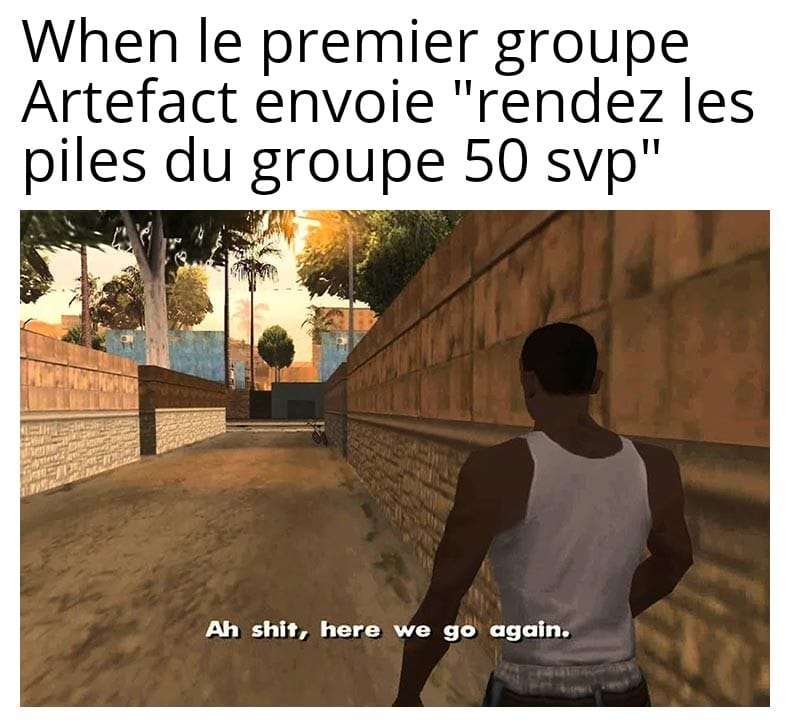 When le premier groupe
Artefact envoie "rendez les
piles du groupe 50 svp"
Ah shit, here we go again.